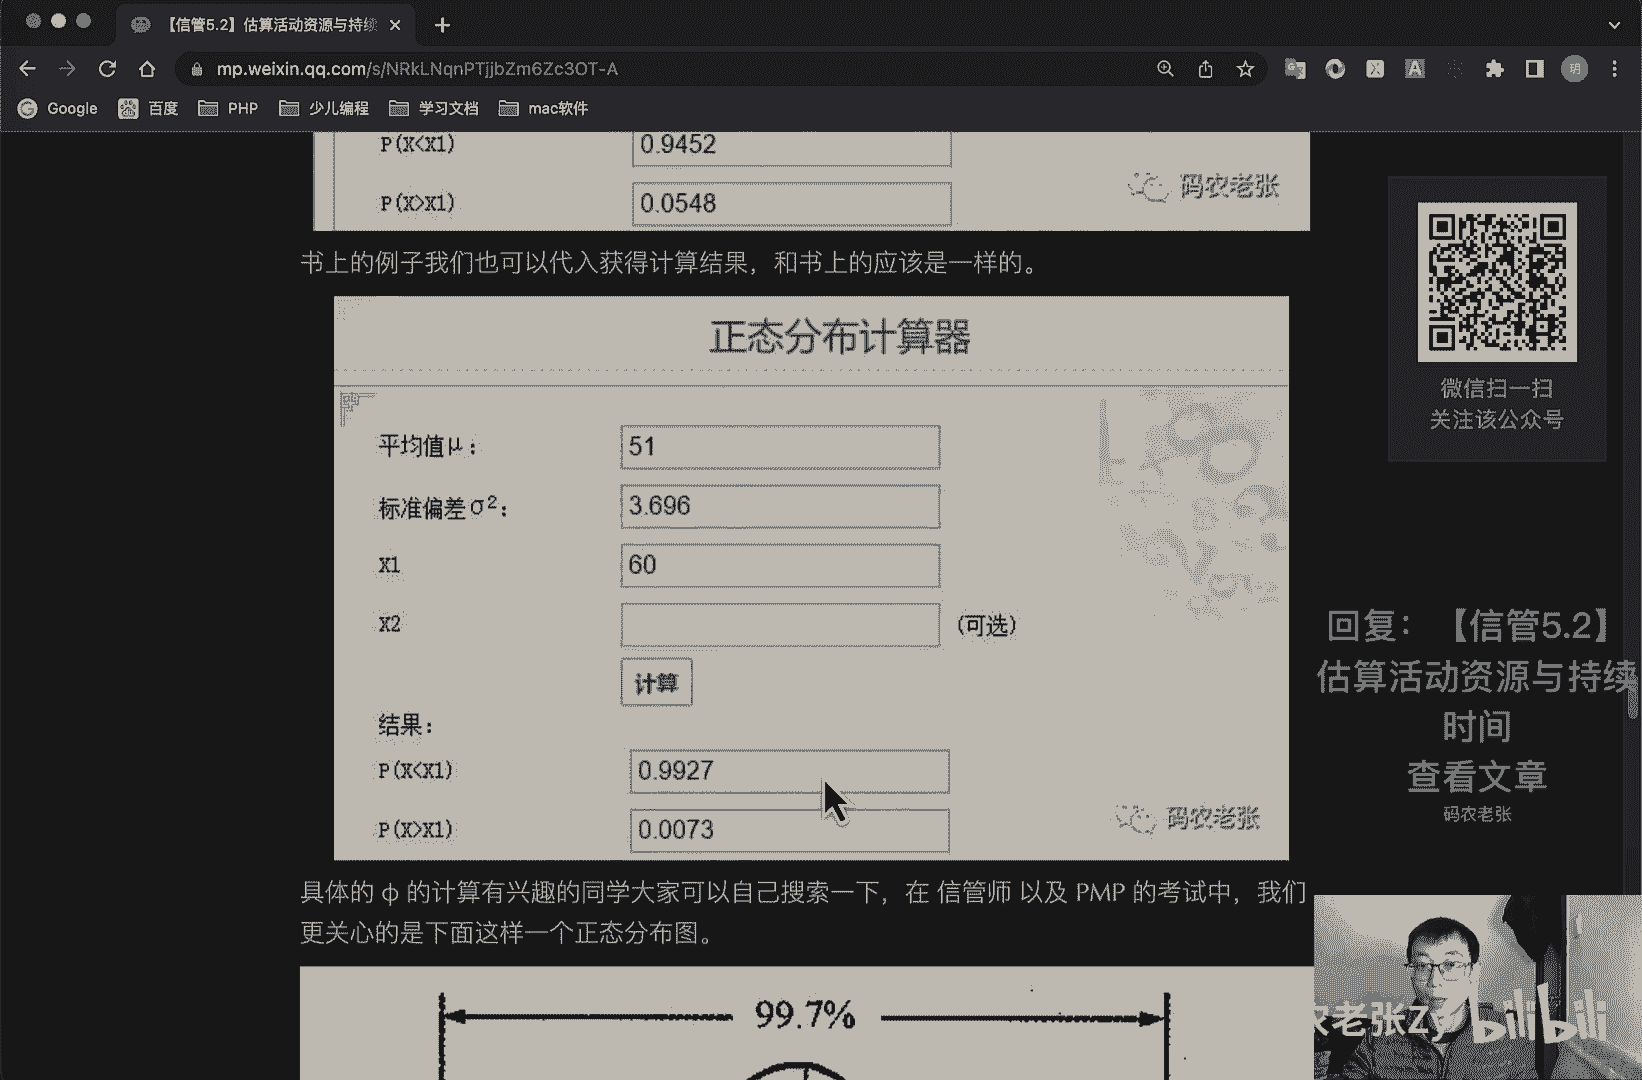 【信管5.2】估算活动资源与持续
mp.weixin.qq.com/s/NRkLNqnPTjjbZm6Zc3OT-A
玥
Google 百度 PHP 少儿编程 学习文档 mac软件
P(X<X1) 0.9452
P(X>X1) 0.0548
码农老张
书上的例子我们也可以代入获得计算结果，和书上的应该是一样的。
正态分布计算器
平均值μ： 51
标准偏差σ²： 3.696
X1 60
X2 (可选)
计算
结果：
P(X<X1) 0.9927
P(X>X1) 0.0073
码农老张
具体的 φ 的计算有兴趣的同学大家可以自己搜索一下，在 信管师 以及 PMP 的考试中，我们
更关心的是下面这样一个正态分布图。
99.7%
微信扫一扫
关注该公众号
回复：【信管5.2】
估算活动资源与持续
时间
查看文章
码农老张
农老张Zy bilibili